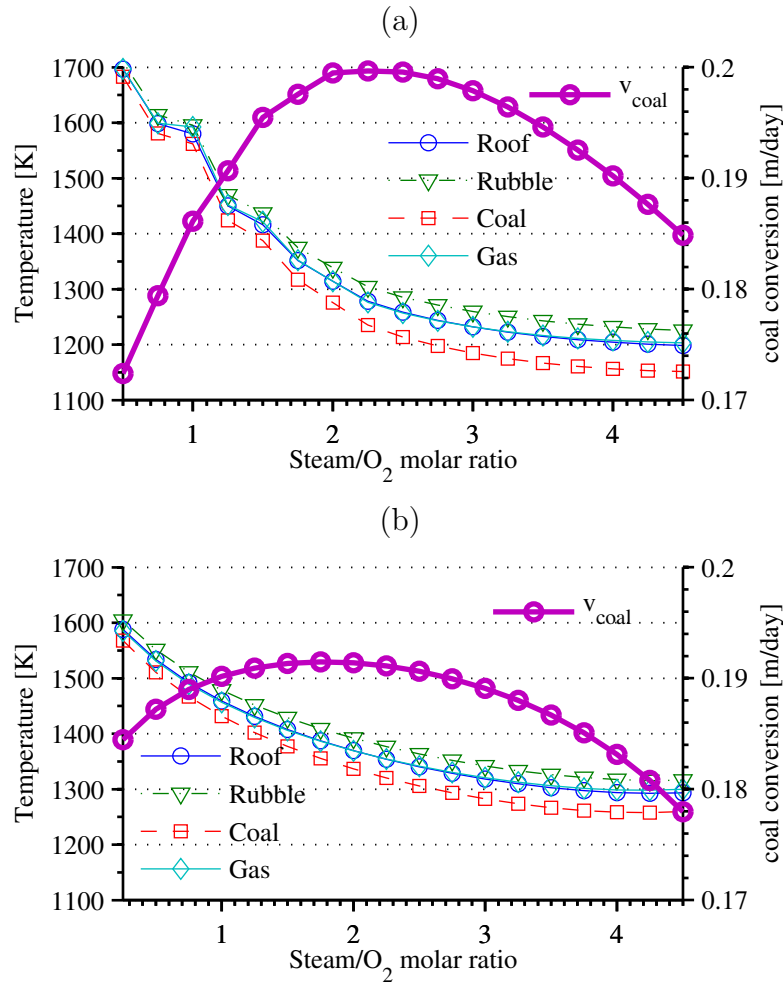 (a)
1700
1600
1500
1400
1300
1200
1100
Temperature [K]
0.2
0.19
0.18
0.17
coal conversion [m/day]
v_coal
Roof
Rubble
Coal
Gas
1 2 3 4
Steam/O₂ molar ratio
(b)
1700
1600
1500
1400
1300
1200
1100
Temperature [K]
0.2
0.19
0.18
0.17
coal conversion [m/day]
v_coal
Roof
Rubble
Coal
Gas
1 2 3 4
Steam/O₂ molar ratio